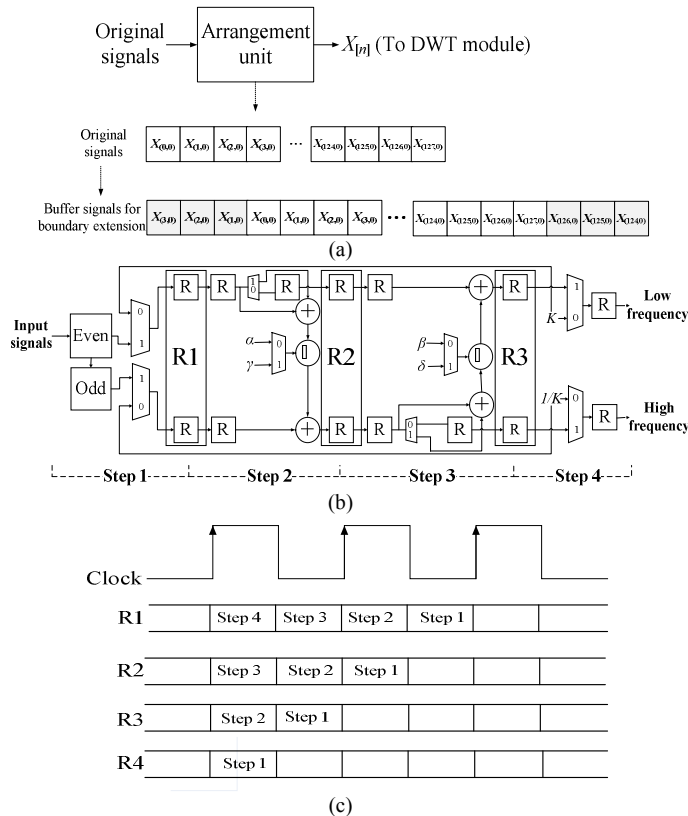 Original signals
Arrangement unit
X[n] (To DWT module)
Original signals
X(0,0) X(1,0) X(2,0) X(3,0) ... X(124,0) X(125,0) X(126,0) X(127,0)
Buffer signals for boundary extension
X(3,0) X(2,0) X(1,0) X(0,0) X(1,0) X(2,0) X(3,0) ... X(124,0) X(125,0) X(126,0) X(127,0) X(126,0) X(125,0) X(124,0)
(a)
Input signals
Even
Odd
0
1
1
0
R R
1
0
R
R R
R R
1
0
R
Low frequency
K
α
γ
0
1
β
δ
0
1
R1
R2
R3
R R
R R
0
1
R
R
1/K
0
1
R
High frequency
Step 1
Step 2
Step 3
Step 4
(b)
Clock
R1 Step 4 Step 3 Step 2 Step 1
R2 Step 3 Step 2 Step 1
R3 Step 2 Step 1
R4 Step 1
(c)